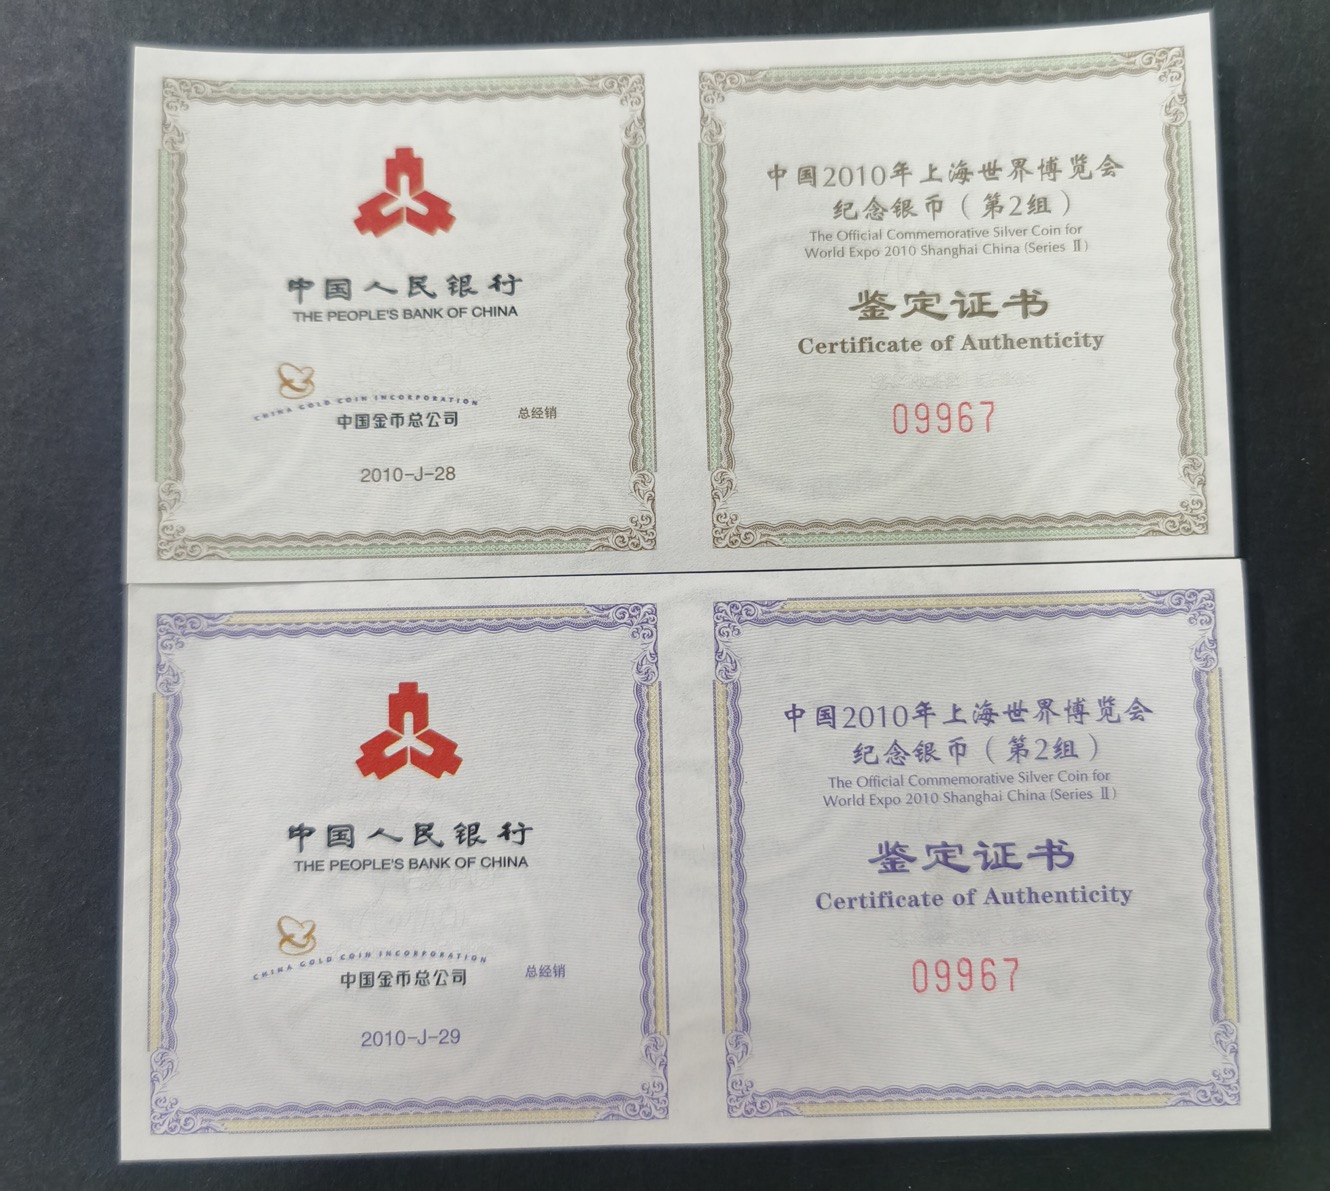 中国人民银行
THE PEOPLE'S BANK OF CHINA
CHINA GOLD COIN INCORPORATION
中国金币总公司
总经销
2010-J-28
中国2010年上海世界博览会
纪念银币（第2组）
The Official Commemorative Silver Coin for
World Expo 2010 Shanghai China (Series Ⅱ)
鉴定证书
Certificate of Authenticity
09967
中国人民银行
THE PEOPLE'S BANK OF CHINA
CHINA GOLD COIN INCORPORATION
中国金币总公司
总经销
2010-J-29
中国2010年上海世界博览会
纪念银币（第2组）
The Official Commemorative Silver Coin for
World Expo 2010 Shanghai China (Series Ⅱ)
鉴定证书
Certificate of Authenticity
09967